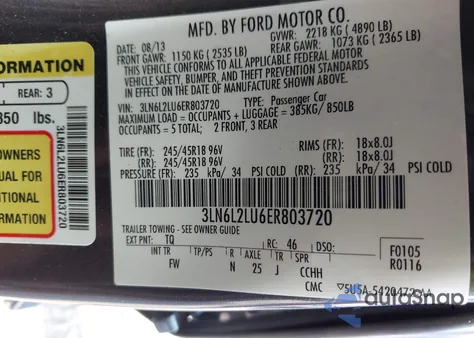 FORMATION
REAR: 3
850 lbs.
OWNERS
UAL FOR
ITIONAL
RMATION
3LN6L2LU6ER803720
MFD. BY FORD MOTOR CO.
DATE: 08/13 GVWR: 2218 KG ( 4890 LB)
FRONT GAWR: 1150 KG ( 2535 LB) REAR GAWR: 1073 KG ( 2365 LB)
THIS VEHICLE CONFORMS TO ALL APPLICABLE FEDERAL MOTOR
VEHICLE SAFETY, BUMPER, AND THEFT PREVENTION STANDARDS
IN EFFECT ON THE DATE OF MANUFACTURE SHOWN ABOVE.
VIN: 3LN6L2LU6ER803720 TYPE: Passenger Car
MAXIMUM LOAD = OCCUPANTS + LUGGAGE = 385KG/ 850LB
OCCUPANTS = 5 TOTAL; 2 FRONT, 3 REAR
TIRE (FR): 245/45R18 96V RIMS (FR): 18x8.0J
(RR): 245/45R18 96V (RR): 18x8.0J
PRESSURE (FR): 235 kPa/ 34 PSI COLD (RR): 235 kPa/ 34 PSI COLD
3LN6L2LU6ER803720
TRAILER TOWING - SEE OWNER GUIDE
EXT PNT: TQ RC: 46 DSO: F0105
INT TR TP/PS R AXLE TR SPR R0116
FW N 25 J CCHH
CMC
autosnap